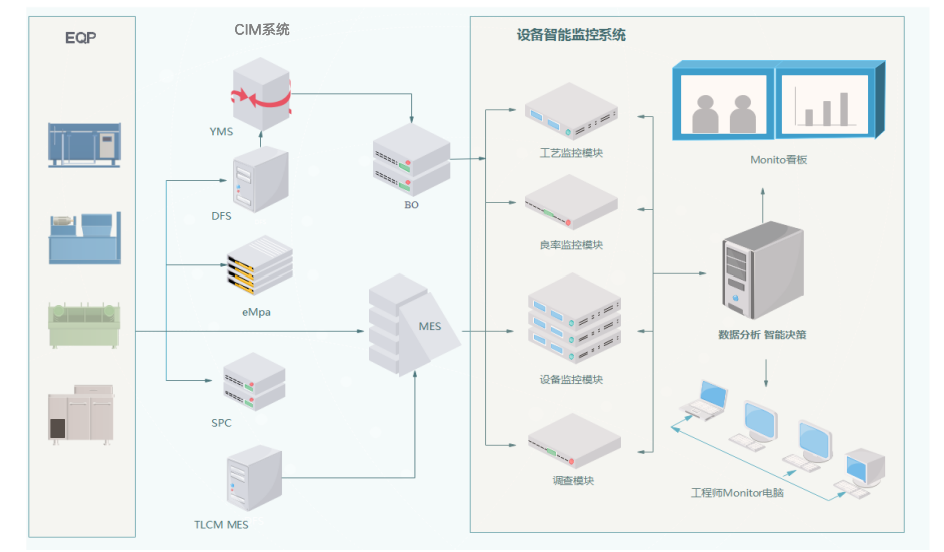 EQP
CIM系统
设备智能监控系统
YMS
DFS
BO
eMpa
MES
SPC
TLCM MES
工艺监控模块
良率监控模块
设备监控模块
调查模块
Monito看板
数据分析 智能决策
工程师Monitor电脑